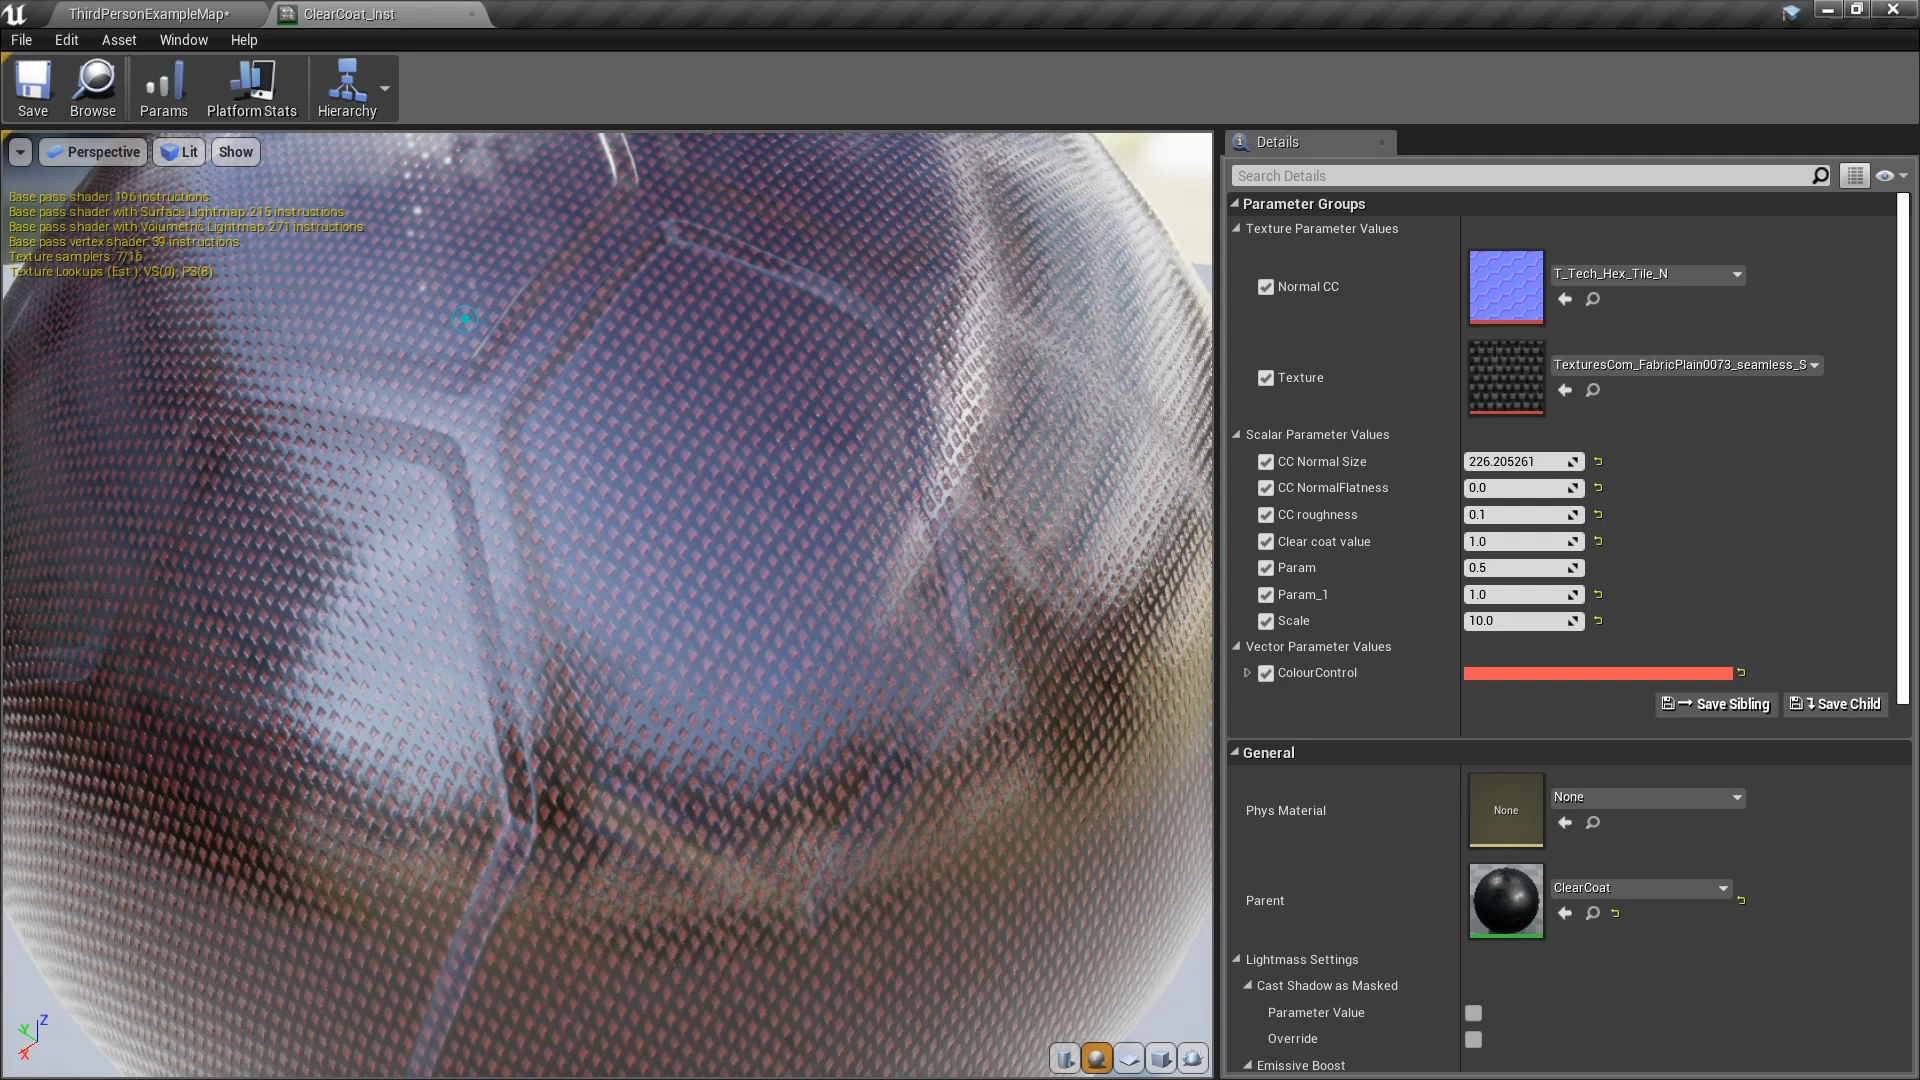 ThirdPersonExampleMap*
ClearCoat_Inst
File Edit Asset Window Help
Save Browse Params Platform Stats Hierarchy
Perspective Lit Show
Base pass shader: 196 instructions
Base pass shader with Surface Lightmap: 215 instructions
Base pass shader with Volumetric Lightmap: 271 instructions
Base pass vertex shader: 39 instructions
Texture samplers: 7/16
Texture Lookups (Est.): VS(0), PS(8)
Z
Y
X
Details
Search Details
Parameter Groups
Texture Parameter Values
Normal CC
T_Tech_Hex_Tile_N
Texture
TexturesCom_FabricPlain0073_seamless_S
Scalar Parameter Values
CC Normal Size 226.205261
CC NormalFlatness 0.0
CC roughness 0.1
Clear coat value 1.0
Param 0.5
Param_1 1.0
Scale 10.0
Vector Parameter Values
ColourControl
Save Sibling Save Child
General
Phys Material
None
None
Parent
ClearCoat
Lightmass Settings
Cast Shadow as Masked
Parameter Value
Override
Emissive Boost